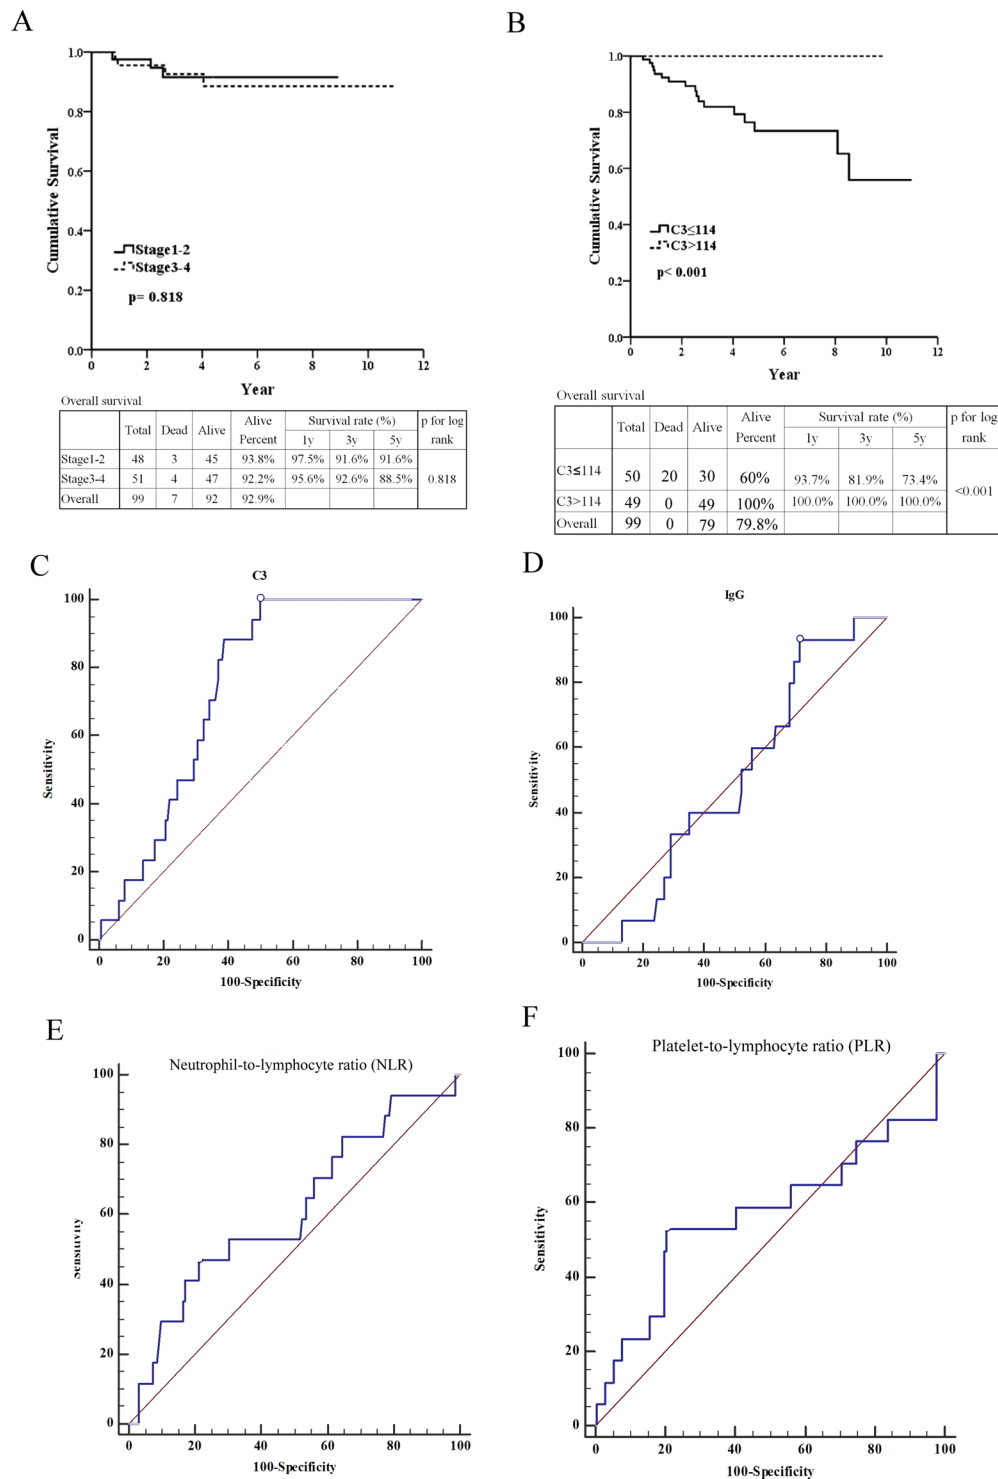 A
1.0
0.8
0.6
0.4
0.2
0.0
Cumulative Survival
Stage1-2
Stage3-4
p= 0.818
0 2 4 6 8 10 12
Year
Overall survival
Total Dead Alive Alive Percent Survival rate (%) p for log rank
1y 3y 5y
Stage1-2 48 3 45 93.8% 97.5% 91.6% 91.6%
Stage3-4 51 4 47 92.2% 95.6% 92.6% 88.5% 0.818
Overall 99 7 92 92.9%
B
1.0
0.8
0.6
0.4
0.2
0.0
Cumulative Survival
C3≤114
C3>114
p< 0.001
0 2 4 6 8 10 12
Year
Overall survival
Total Dead Alive Alive Percent Survival rate (%) p for log rank
1y 3y 5y
C3≤114 50 20 30 60% 93.7% 81.9% 73.4%
C3>114 49 0 49 100% 100.0% 100.0% 100.0% <0.001
Overall 99 0 79 79.8%
C
C3
100
80
60
40
20
0
Sensitivity
0 20 40 60 80 100
100-Specificity
D
IgG
100
80
60
40
20
0
Sensitivity
0 20 40 60 80 100
100-Specificity
E
Neutrophil-to-lymphocyte ratio (NLR)
100
80
60
40
20
0
Sensitivity
0 20 40 60 80 100
100-Specificity
F
Platelet-to-lymphocyte ratio (PLR)
100
80
60
40
20
0
Sensitivity
0 20 40 60 80 100
100-Specificity